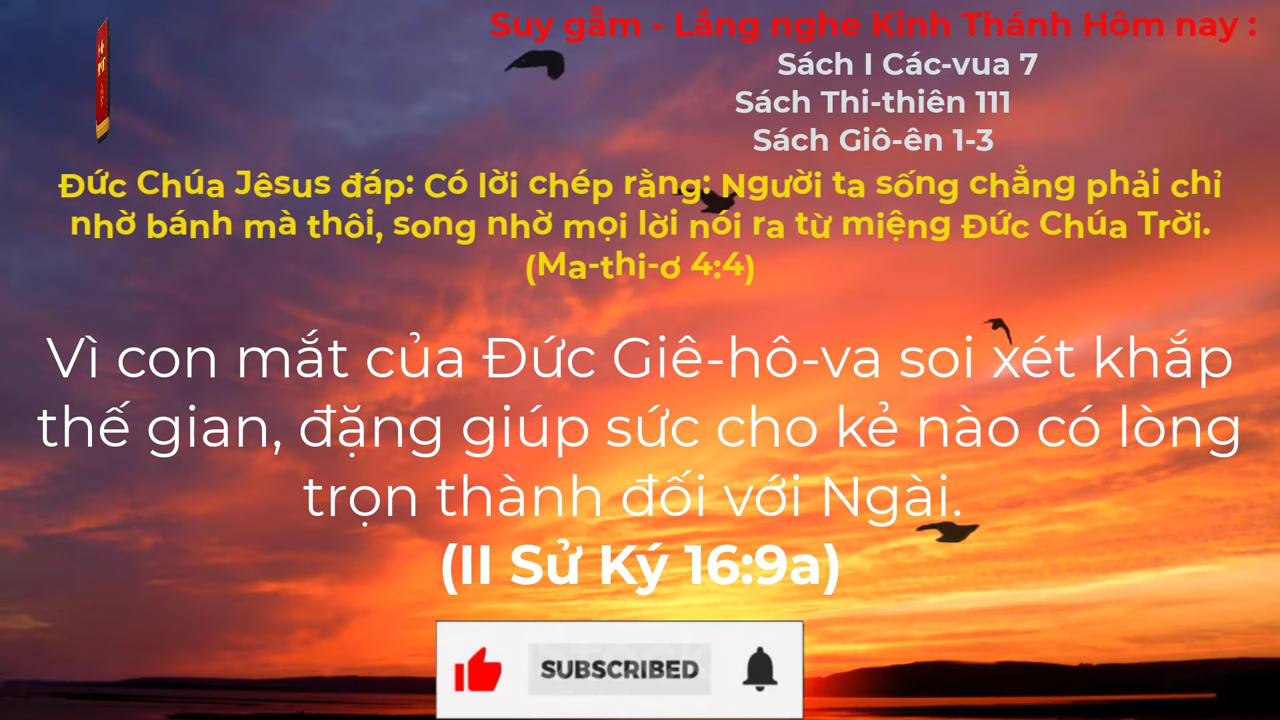 Suy gẫm - Lắng nghe Kinh Thánh Hôm nay :
Sách I Các-vua 7
Sách Thi-thiên 111
Sách Giô-ên 1-3
Đức Chúa Jêsus đáp: Có lời chép rằng: Người ta sống chẳng phải chỉ
nhờ bánh mà thôi, song nhờ mọi lời nói ra từ miệng Đức Chúa Trời.
(Ma-thi-ơ 4:4)
Vì con mắt của Đức Giê-hô-va soi xét khắp
thế gian, đặng giúp sức cho kẻ nào có lòng
trọn thành đối với Ngài.
(II Sử Ký 16:9a)
SUBSCRIBED